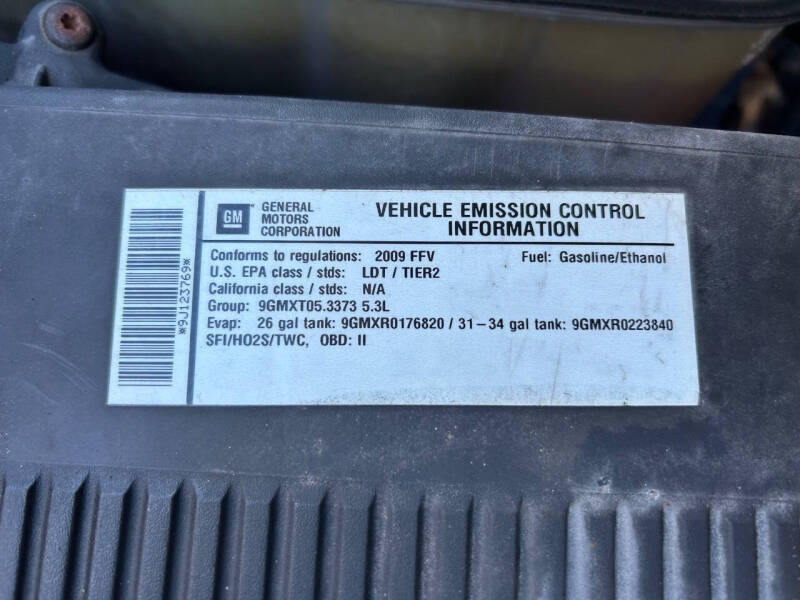 GM
GENERAL
MOTORS
CORPORATION
VEHICLE EMISSION CONTROL
INFORMATION
Conforms to regulations: 2009 FFV Fuel: Gasoline/Ethanol
U.S. EPA class / stds: LDT / TIER2
California class / stds: N/A
Group: 9GMXT05.3373 5.3L
Evap: 26 gal tank: 9GMXR0176820 / 31-34 gal tank: 9GMXR0223840
SFI/HO2S/TWC, OBD: II
*9J123769*